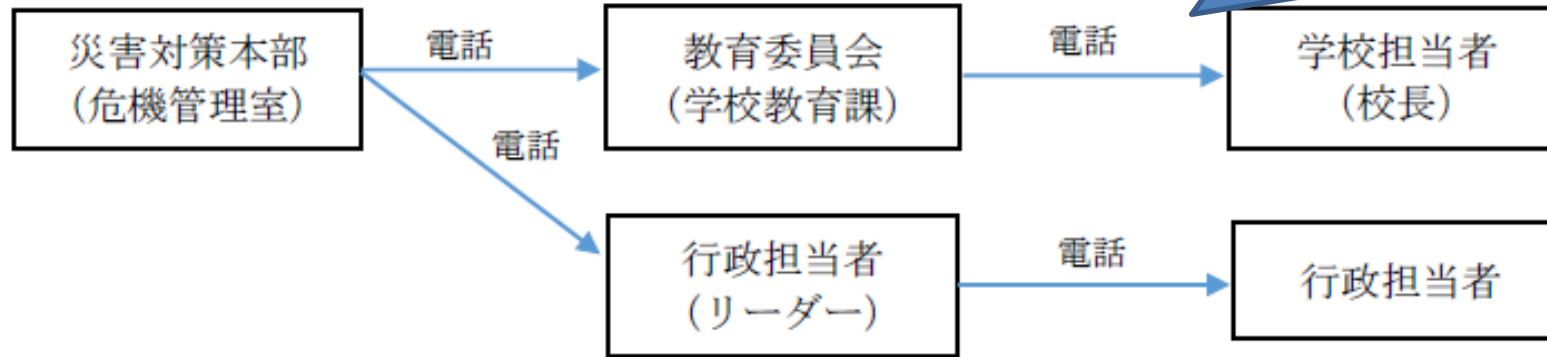 災害対策本部
（危機管理室）
電話
教育委員会
（学校教育課）
電話
学校担当者
（校長）
電話
行政担当者
（リーダー）
電話
行政担当者